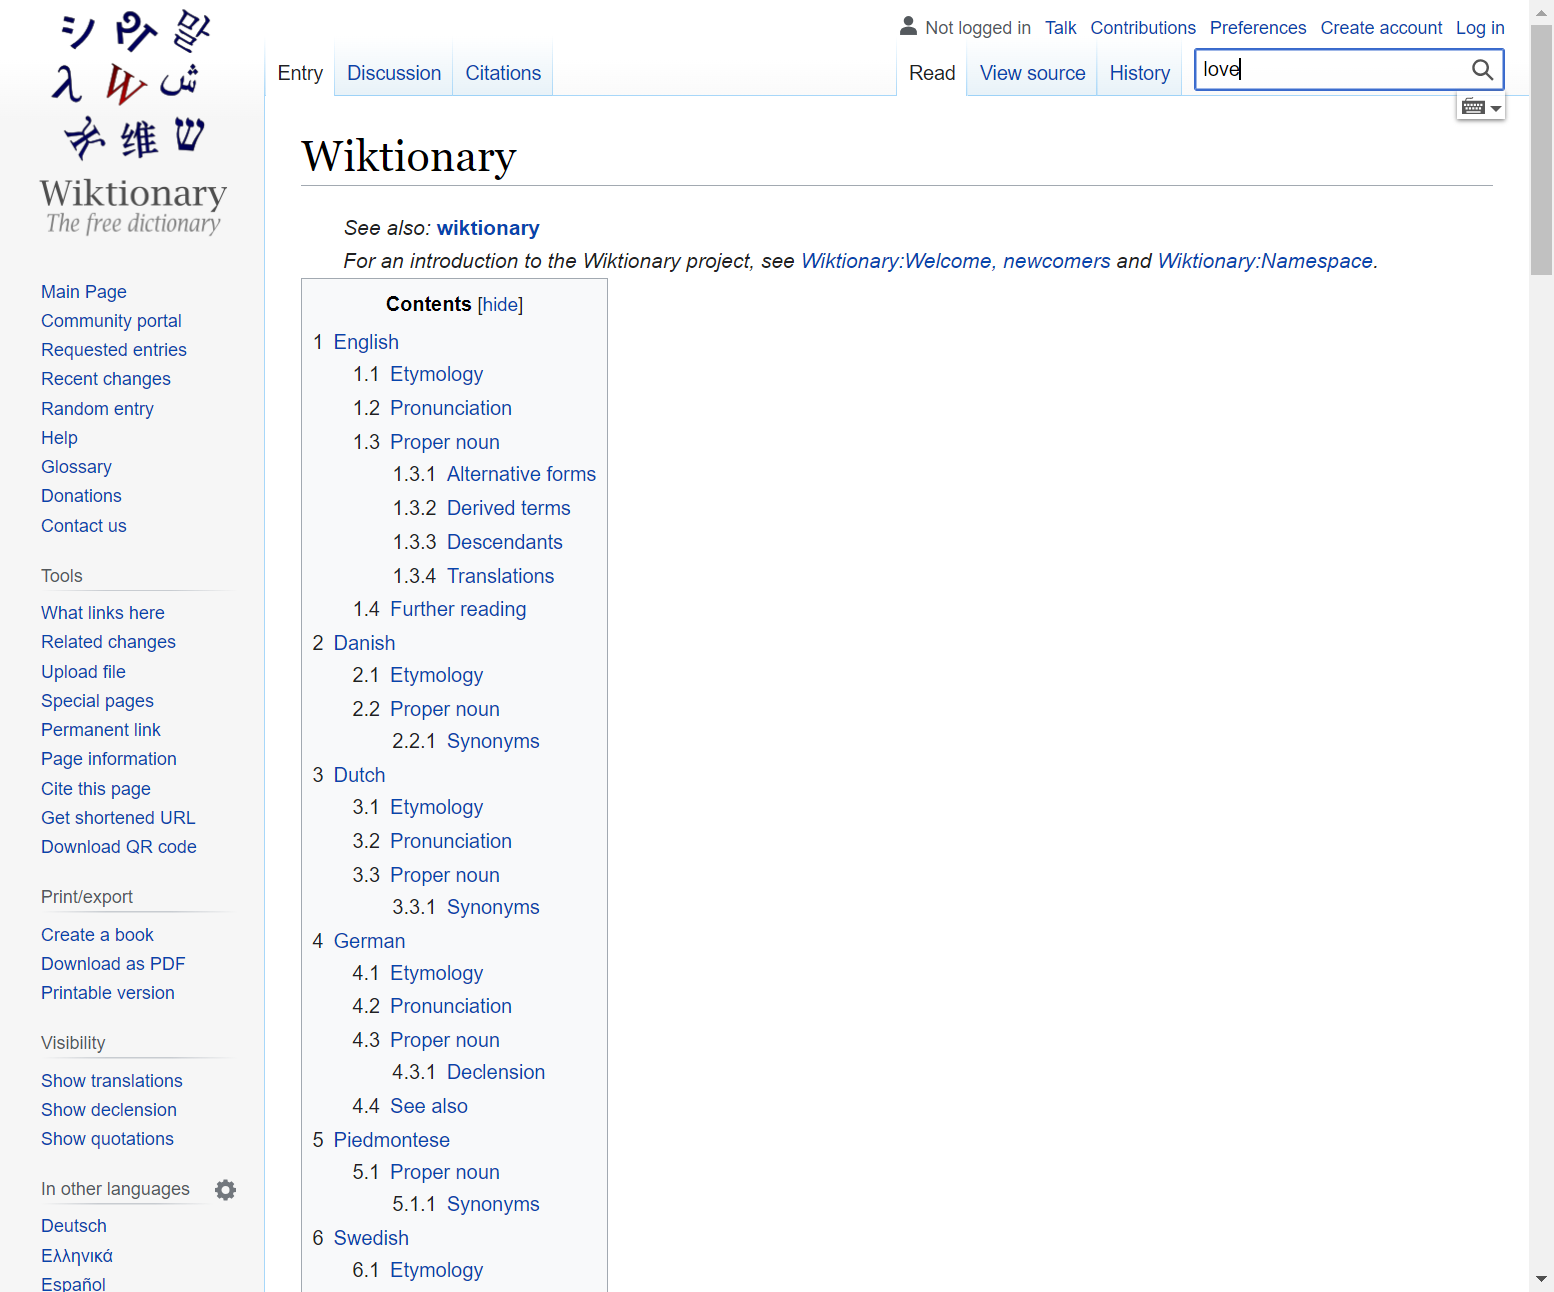 シ
வி
말
λ
W
ش
维
ש
Wiktionary
The free dictionary
Main Page
Community portal
Requested entries
Recent changes
Random entry
Help
Glossary
Donations
Contact us
Tools
What links here
Related changes
Upload file
Special pages
Permanent link
Page information
Cite this page
Get shortened URL
Download QR code
Print/export
Create a book
Download as PDF
Printable version
Visibility
Show translations
Show declension
Show quotations
In other languages
Deutsch
Ελληνικά
Español
Not logged in Talk Contributions Preferences Create account Log in
Entry Discussion Citations Read View source History love
Wiktionary
See also: wiktionary
For an introduction to the Wiktionary project, see Wiktionary:Welcome, newcomers and Wiktionary:Namespace.
Contents [hide]
1 English
1.1 Etymology
1.2 Pronunciation
1.3 Proper noun
1.3.1 Alternative forms
1.3.2 Derived terms
1.3.3 Descendants
1.3.4 Translations
1.4 Further reading
2 Danish
2.1 Etymology
2.2 Proper noun
2.2.1 Synonyms
3 Dutch
3.1 Etymology
3.2 Pronunciation
3.3 Proper noun
3.3.1 Synonyms
4 German
4.1 Etymology
4.2 Pronunciation
4.3 Proper noun
4.3.1 Declension
4.4 See also
5 Piedmontese
5.1 Proper noun
5.1.1 Synonyms
6 Swedish
6.1 Etymology